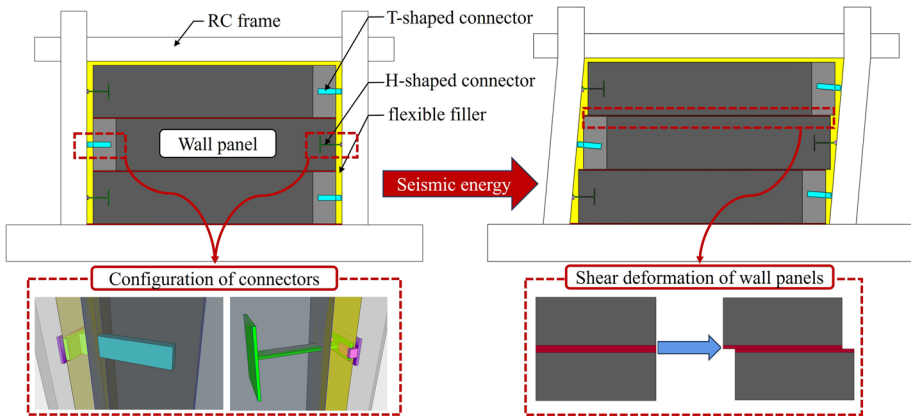 RC frame
T-shaped connector
H-shaped connector
flexible filler
Wall panel
Seismic energy
Configuration of connectors
Shear deformation of wall panels